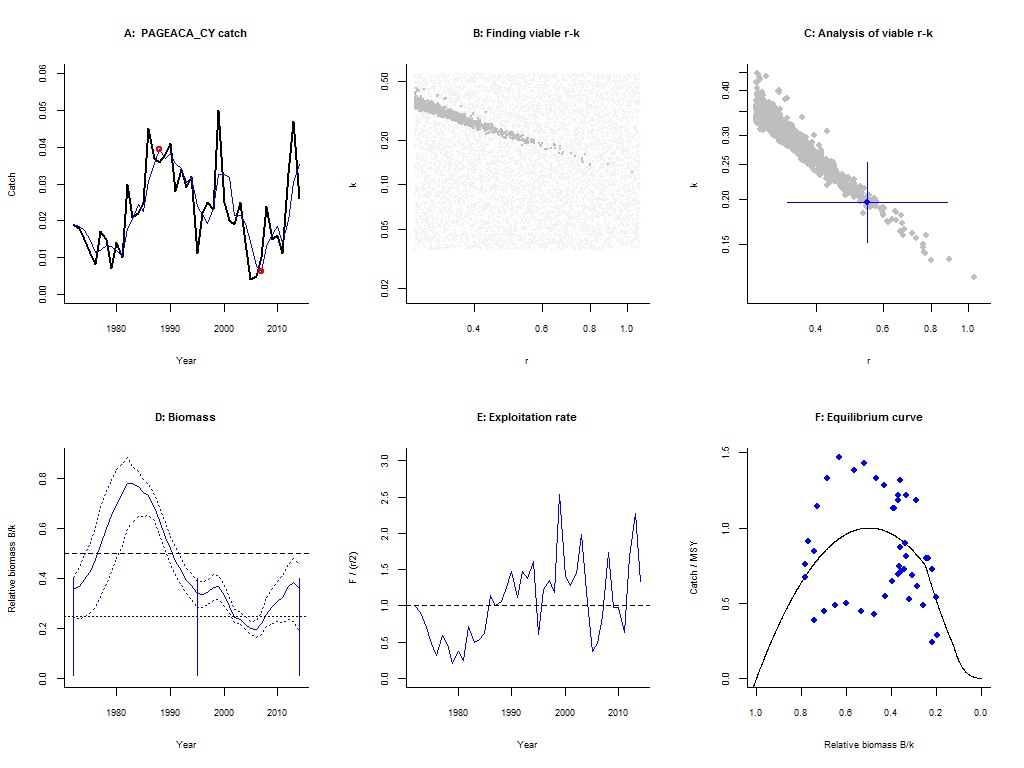 A: PAGEACA_CY catch
B: Finding viable r-k
C: Analysis of viable r-k
Catch
0.00 0.01 0.02 0.03 0.04 0.05 0.06
1980 1990 2000 2010
Year
k
0.02 0.05 0.10 0.20 0.50
0.4 0.6 0.8 1.0
r
k
0.15 0.20 0.25 0.30 0.40
0.4 0.6 0.8 1.0
r
D: Biomass
E: Exploitation rate
F: Equilibrium curve
Relative biomass B/k
0.0 0.2 0.4 0.6 0.8
1980 1990 2000 2010
Year
F / (r/2)
0.0 0.5 1.0 1.5 2.0 2.5 3.0
1980 1990 2000 2010
Year
Catch / MSY
0.0 0.5 1.0 1.5
1.0 0.8 0.6 0.4 0.2 0.0
Relative biomass B/k